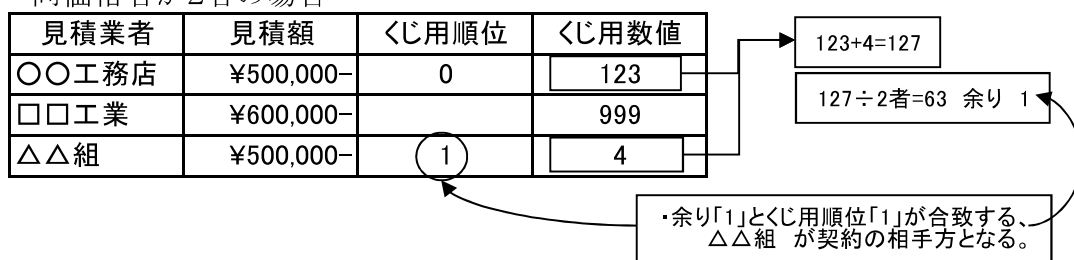 同価格者が2者の場合
見積業者 見積額 くじ用順位 くじ用数値
○○工務店 ¥500,000- 0 123
□□工業 ¥600,000- 999
△△組 ¥500,000- 1 4
123+4=127
127÷2者=63 余り 1
・余り「1」とくじ用順位「1」が合致する、
△△組 が契約の相手方となる。